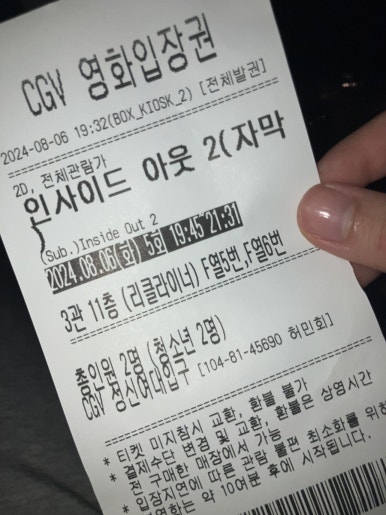 CGV 영화입장권
2024-08-06 19:32(BOX_KIOSK_2) [전체발권]
2D, 전체관람가
인사이드 아웃 2(자막
)
(Sub.)Inside Out 2
2024.08.06(화) 5회 19:45~21:31
3관 11층 (리클라이너) F열5번,F열6번
총인원 2명 (청소년 2명)
CGV 정신여대입구 [104-81-45690 허민회]
* 티켓 미지참시 교환, 환불 불가
* 결제수단 변경 및 교환, 환불은 상영시간
전 구매한 매장에서 가능
* 입장지연에 따른 관람 불편 최소화를 위해
영화는 약 10여분 후에 시작됩니다.